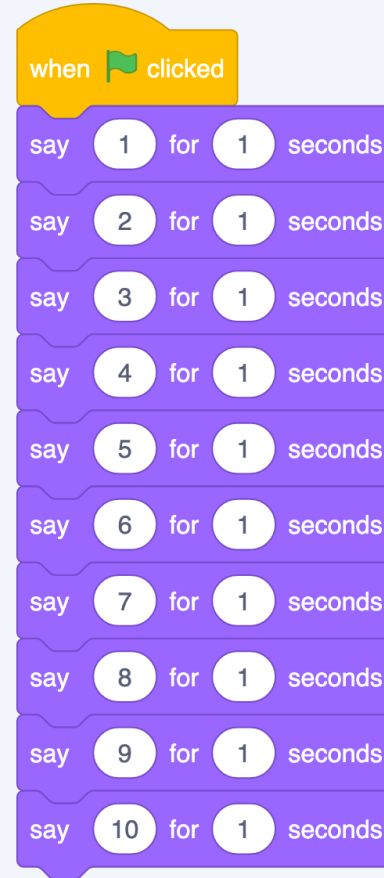 when clicked
say 1 for 1 seconds
say 2 for 1 seconds
say 3 for 1 seconds
say 4 for 1 seconds
say 5 for 1 seconds
say 6 for 1 seconds
say 7 for 1 seconds
say 8 for 1 seconds
say 9 for 1 seconds
say 10 for 1 seconds